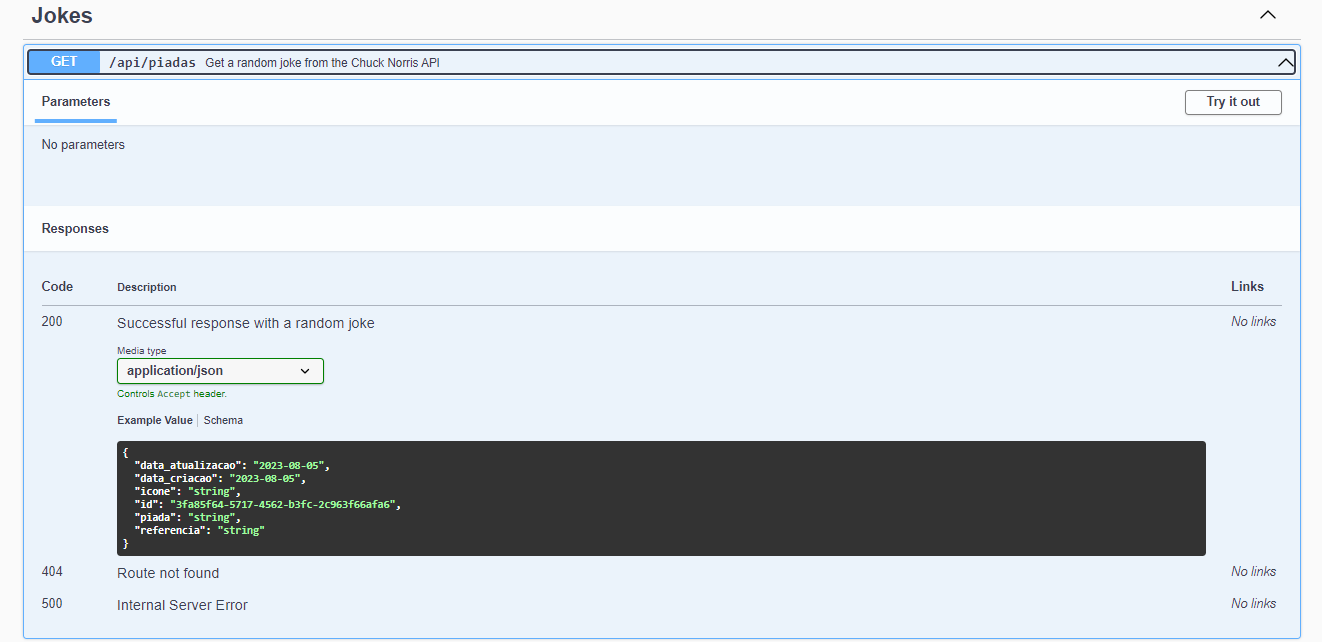 Jokes
GET /api/piadas Get a random joke from the Chuck Norris API
Parameters
Try it out
No parameters
Responses
Code Description Links
200 Successful response with a random joke No links
Media type
application/json
Controls Accept header.
Example Value Schema
{
"data_atualizacao": "2023-08-05",
"data_criacao": "2023-08-05",
"icone": "string",
"id": "3fa85f64-5717-4562-b3fc-2c963f66afa6",
"piada": "string",
"referencia": "string"
}
404 Route not found No links
500 Internal Server Error No links